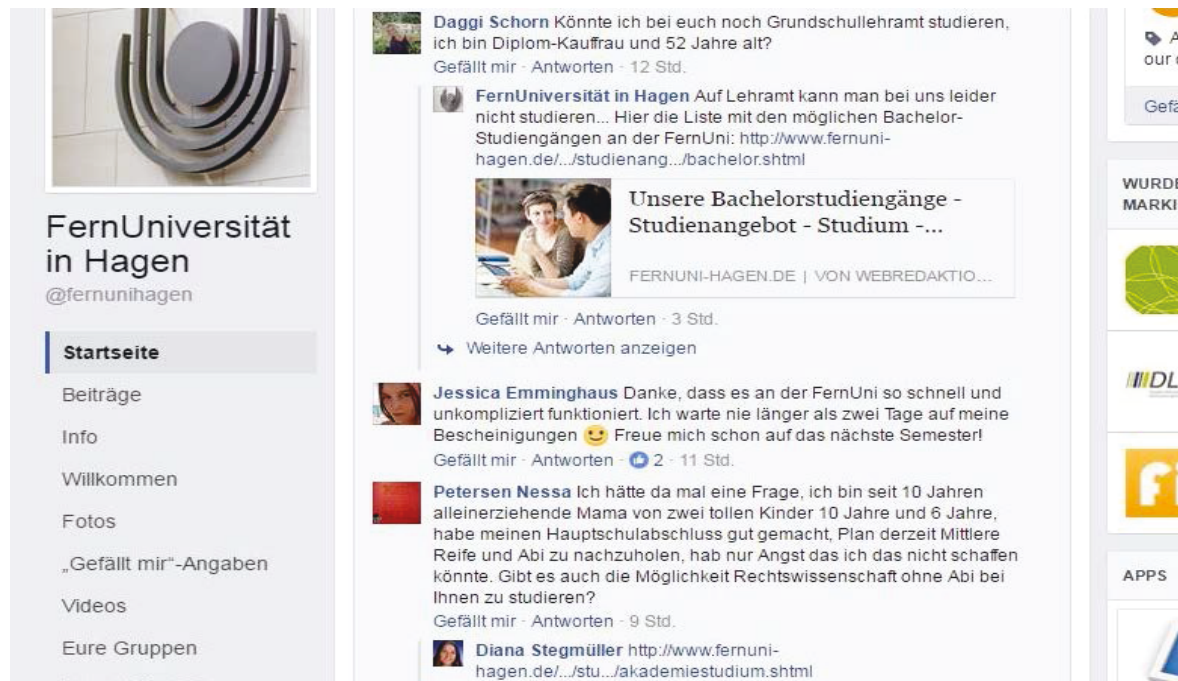 FernUniversität
in Hagen
@fernunihagen
Startseite
Beiträge
Info
Willkommen
Fotos
„Gefällt mir“-Angaben
Videos
Eure Gruppen
Daggi Schorn Könnte ich bei euch noch Grundschullehramt studieren,
ich bin Diplom-Kauffrau und 52 Jahre alt?
Gefällt mir · Antworten · 12 Std.
FernUniversität in Hagen Auf Lehramt kann man bei uns leider
nicht studieren... Hier die Liste mit den möglichen Bachelor-
Studiengängen an der FernUni: http://www.fernuni-
hagen.de/.../studienang.../bachelor.shtml
Unsere Bachelorstudiengänge -
Studienangebot - Studium -...
FERNUNI-HAGEN.DE | VON WEBREDAKTIO...
Gefällt mir · Antworten · 3 Std.
Weitere Antworten anzeigen
Jessica Emminghaus Danke, dass es an der FernUni so schnell und
unkompliziert funktioniert. Ich warte nie länger als zwei Tage auf meine
Bescheinigungen 🙂 Freue mich schon auf das nächste Semester!
Gefällt mir · Antworten · 2 · 11 Std.
Petersen Nessa Ich hätte da mal eine Frage, ich bin seit 10 Jahren
alleinerziehende Mama von zwei tollen Kinder 10 Jahre und 6 Jahre,
habe meinen Hauptschulabschluss gut gemacht, Plan derzeit Mittlere
Reife und Abi zu nachzuholen, hab nur Angst das ich das nicht schaffen
könnte. Gibt es auch die Möglichkeit Rechtswissenschaft ohne Abi bei
Ihnen zu studieren?
Gefällt mir · Antworten · 9 Std.
Diana Stegmüller http://www.fernuni-
hagen.de/.../stu.../akademiestudium.shtml
our
WURDE
MARKI
DL
fi
APPS